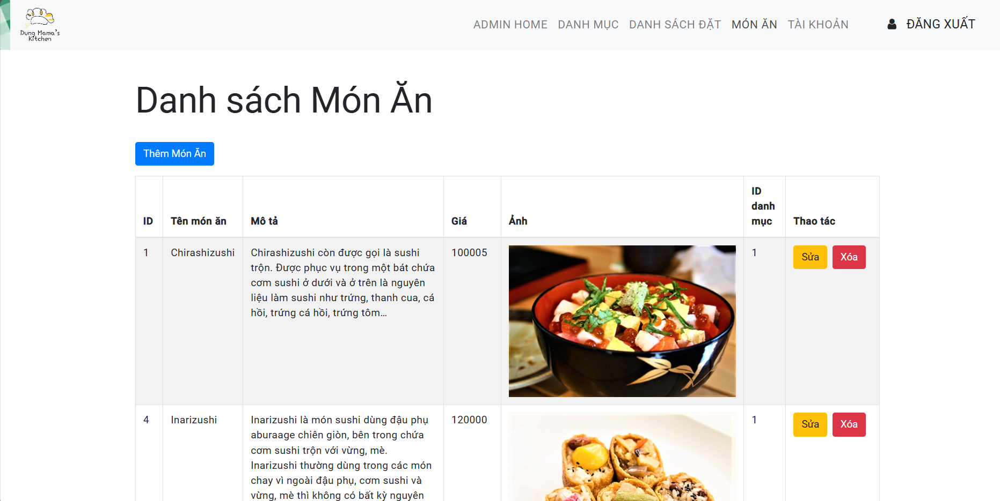 Dung Mama's
Kitchen
ADMIN HOME DANH MỤC DANH SÁCH ĐẶT MÓN ĂN TÀI KHOẢN ĐĂNG XUẤT
Danh sách Món Ăn
Thêm Món Ăn
ID Tên món ăn Mô tả Giá Ảnh ID danh mục Thao tác
1 Chirashizushi
Chirashizushi còn được gọi là sushi
trộn. Được phục vụ trong một bát chứa
cơm sushi ở dưới và ở trên là nguyên
liệu làm sushi như trứng, thanh cua, cá
hồi, trứng cá hồi, trứng tôm...
100005
1
Sửa Xóa
4 Inarizushi
Inarizushi là món sushi dùng đậu phụ
aburaage chiên giòn, bên trong chứa
cơm sushi trộn với vừng, mè.
Inarizushi thường dùng trong các món
chay vì ngoài đậu phụ, cơm sushi và
vừng, mè thì không có bất kỳ nguyên
120000
1
Sửa Xóa